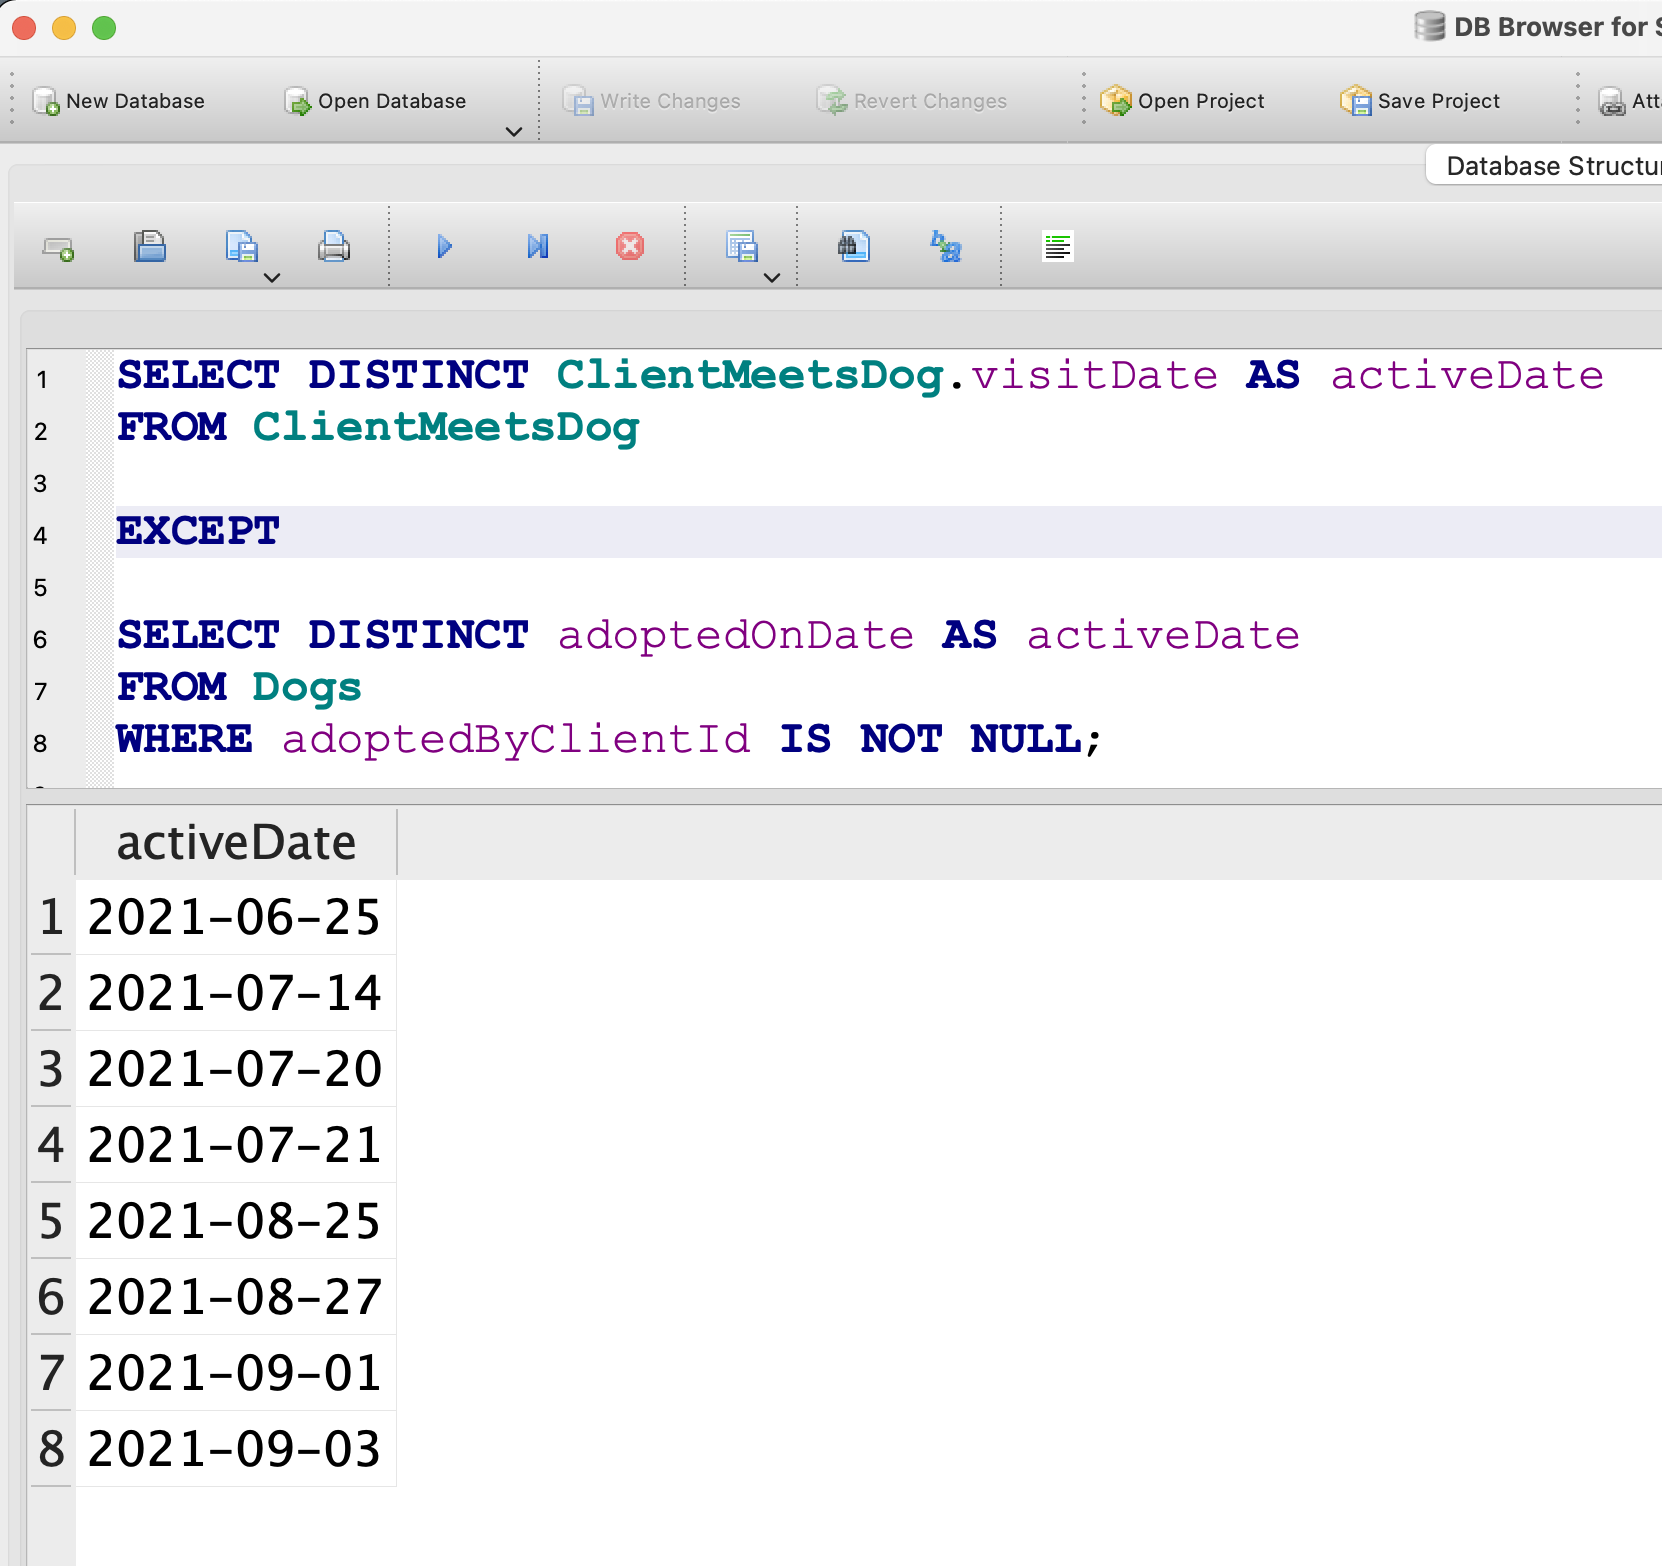 DB Browser for S
New Database Open Database Write Changes Revert Changes Open Project Save Project Att
Database Structu
1 SELECT DISTINCT ClientMeetsDog.visitDate AS activeDate
2 FROM ClientMeetsDog
3
4 EXCEPT
5
6 SELECT DISTINCT adoptedOnDate AS activeDate
7 FROM Dogs
8 WHERE adoptedByClientId IS NOT NULL;
activeDate
1 2021-06-25
2 2021-07-14
3 2021-07-20
4 2021-07-21
5 2021-08-25
6 2021-08-27
7 2021-09-01
8 2021-09-03